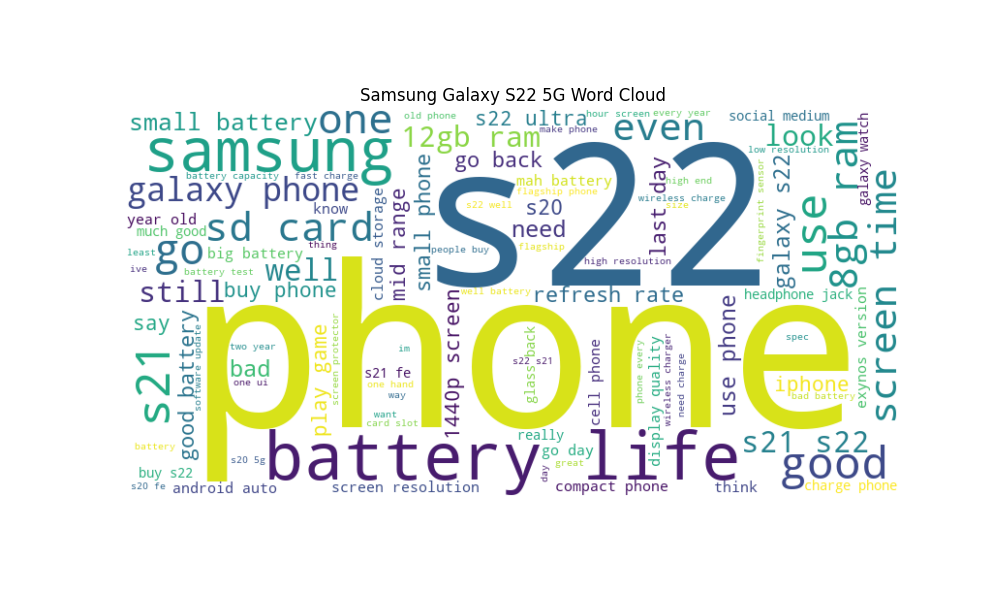 Samsung Galaxy S22 5G Word Cloud
old phone
hour screen
every year
small battery
one
s22 ultra
make phone
even
social medium
samsung
12gb ram
look
low resolution
battery capacity
fast charge
go back
galaxy phone
mah battery
flagship phone
high end
wireless charge
size
s22
know
s22 well
s20
need
year old
much good
sd card
thing
cloud storage
mid range
small phone
people buy
flagship
last day
high resolution
fingerprint sensor
galaxy s22
use
8gb ram
galaxy watch
screen time
least
go
big battery
ive
battery test
well
still
buy phone
well battery
refresh rate
headphone jack
say
s21
good battery
software update
two year
bad
one ui
phone
play game
screen protector
im
s21 fe
one hand
way
want
card slot
1440p screen
glass back
s22 s21
cell phone
phone every
display quality
wireless charger
need charge
use phone
spec
iphone
bad battery
exynos version
battery
s20 5g
battery life
really
go day
great
day
s21 s22
good
buy s22
s20 fe
android auto
screen resolution
compact phone
think
charge phone